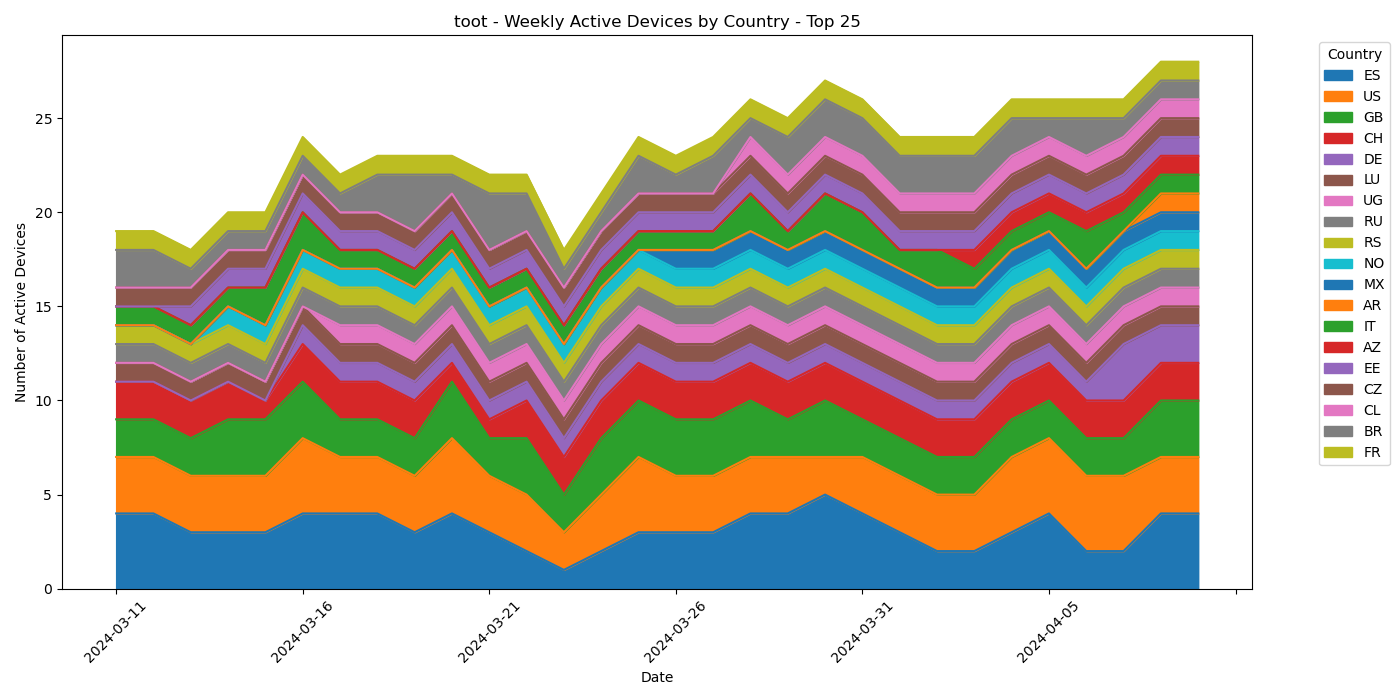 toot - Weekly Active Devices by Country - Top 25
Number of Active Devices
25
20
15
10
5
0
2024-03-11
2024-03-16
2024-03-21
2024-03-26
2024-03-31
2024-04-05
Date
Country
ES
US
GB
CH
DE
LU
UG
RU
RS
NO
MX
AR
IT
AZ
EE
CZ
CL
BR
FR